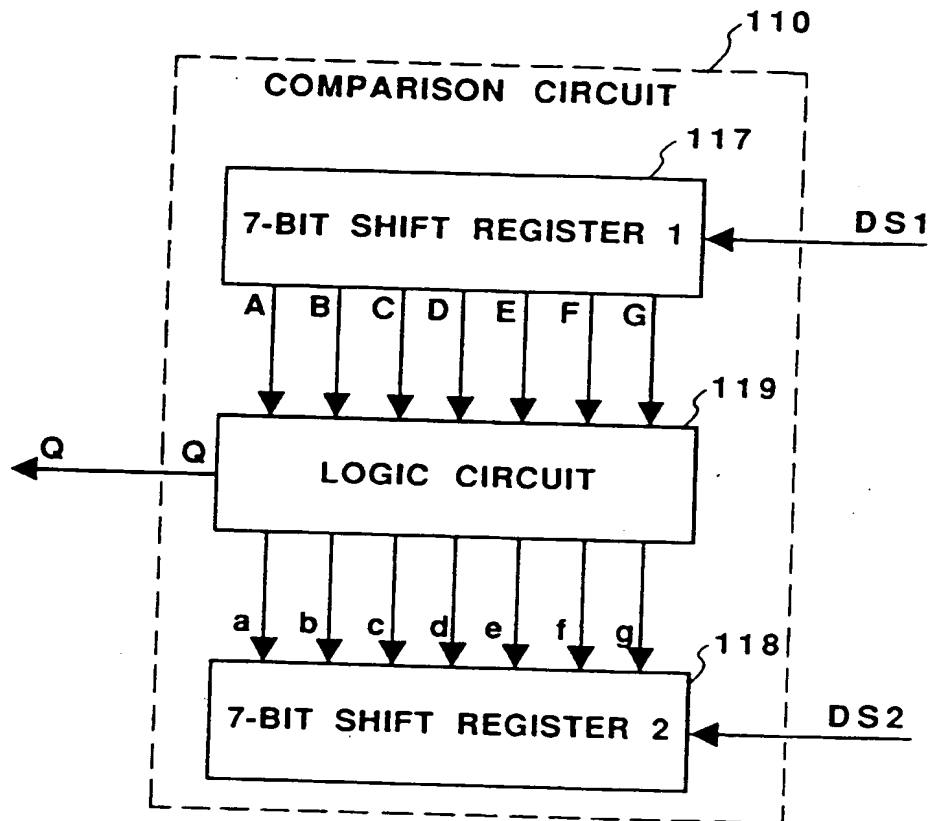 110
COMPARISON CIRCUIT
117
7-BIT SHIFT REGISTER 1
DS1
A B C D E F G
119
Q Q
LOGIC CIRCUIT
a b c d e f g
118
7-BIT SHIFT REGISTER 2
DS2